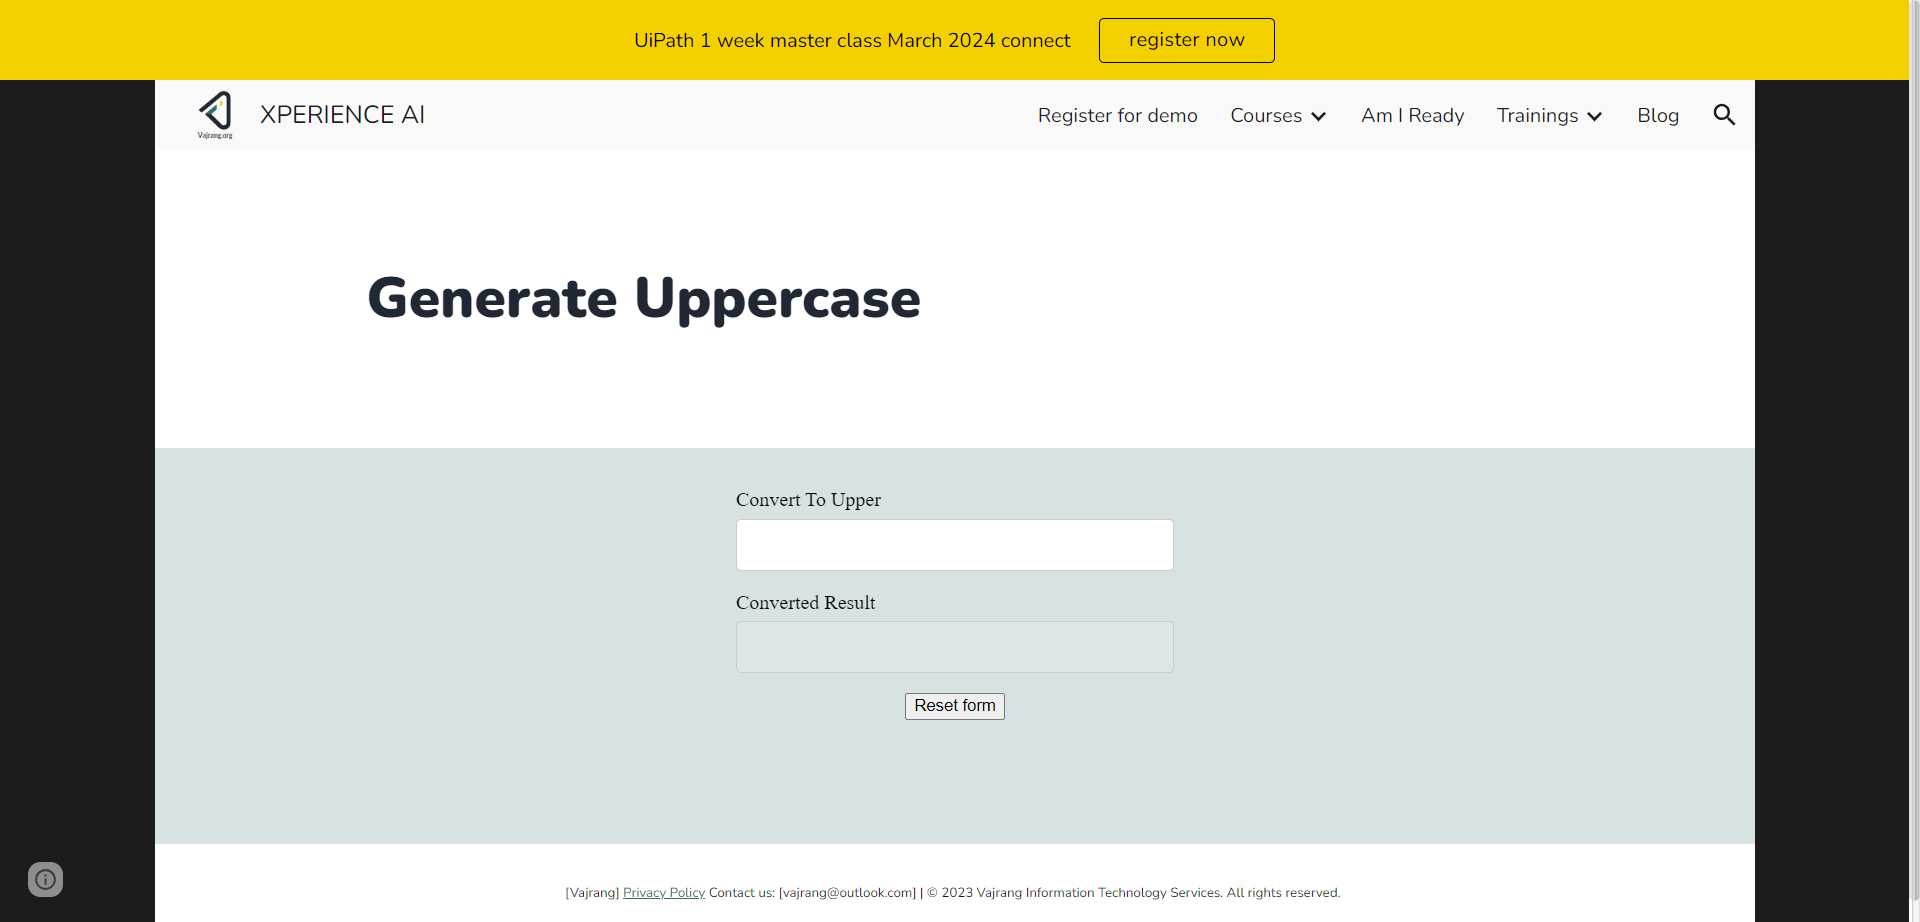 UiPath 1 week master class March 2024 connect register now
Vajrang.org
XPERIENCE AI Register for demo Courses Am I Ready Trainings Blog
Generate Uppercase
Convert To Upper
Converted Result
Reset form
[Vajrang] Privacy Policy Contact us: [vajrang@outlook.com] | © 2023 Vajrang Information Technology Services. All rights reserved.